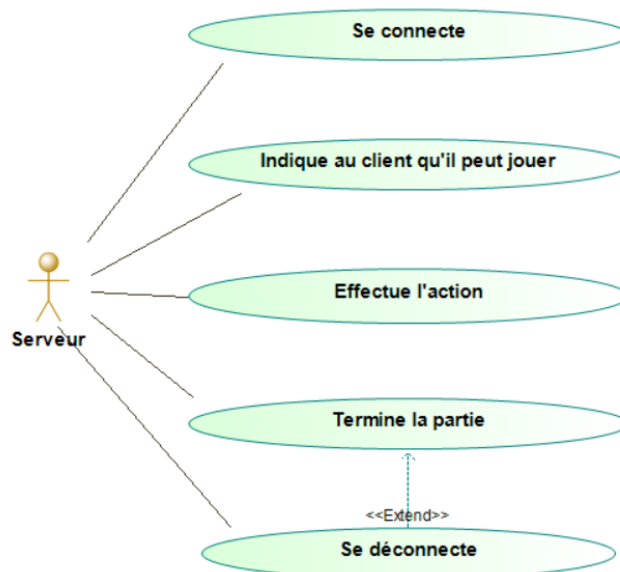 Se connecte
Indique au client qu'il peut jouer
Effectue l'action
Serveur
Termine la partie
<<Extend>>
Se déconnecte